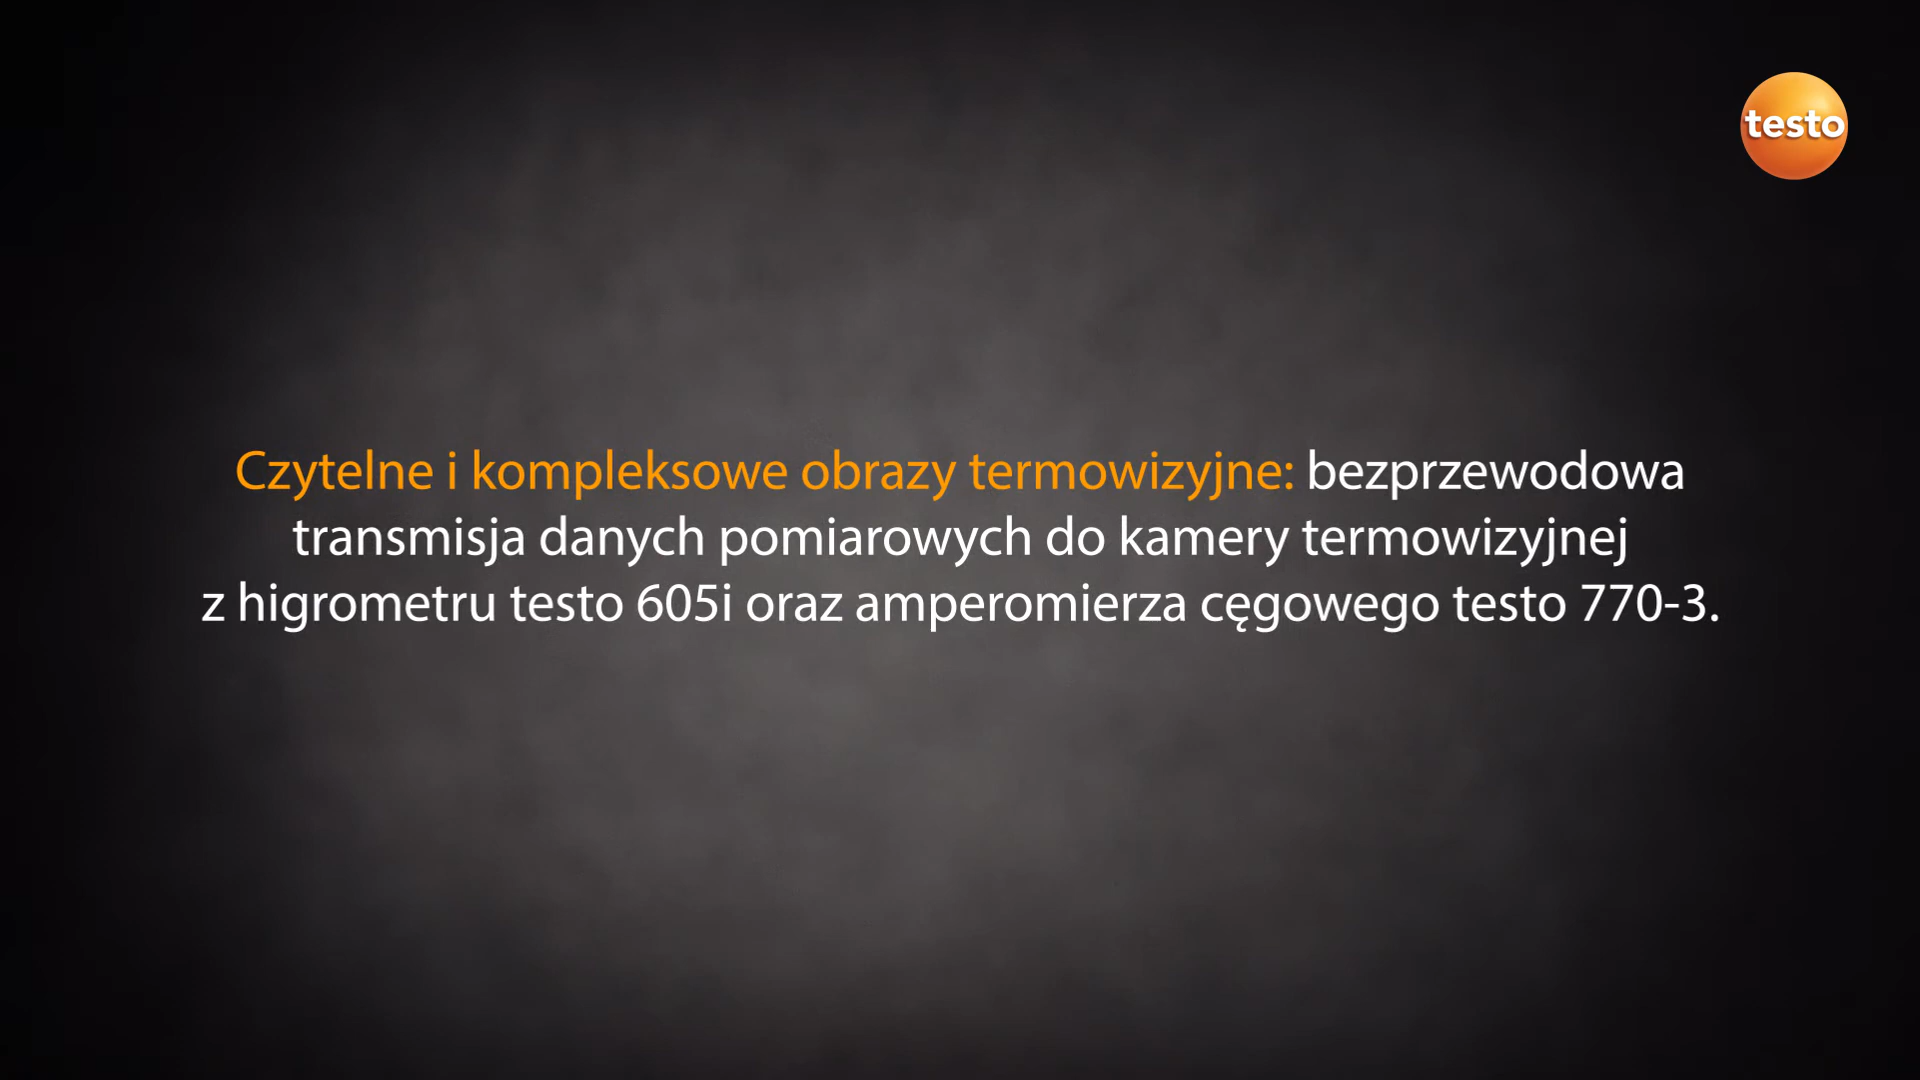 testo
Czytelne i kompleksowe obrazy termowizyjne: bezprzewodowa
transmisja danych pomiarowych do kamery termowizyjnej
z higrometru testo 605i oraz amperomierza cęgowego testo 770-3.